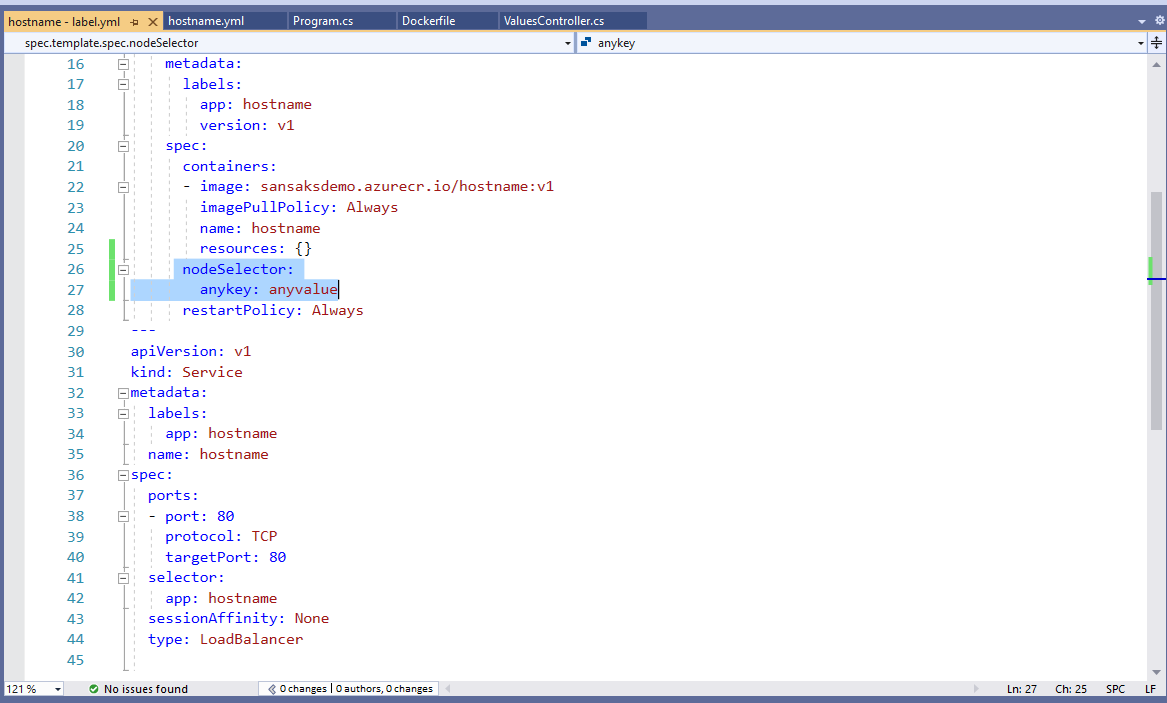 hostname - label.yml hostname.yml Program.cs Dockerfile ValuesController.cs
spec.template.spec.nodeSelector anykey
16 metadata:
17 labels:
18 app: hostname
19 version: v1
20 spec:
21 containers:
22 - image: sansaksdemo.azurecr.io/hostname:v1
23 imagePullPolicy: Always
24 name: hostname
25 resources: {}
26 nodeSelector:
27 anykey: anyvalue
28 restartPolicy: Always
29 ---
30 apiVersion: v1
31 kind: Service
32 metadata:
33 labels:
34 app: hostname
35 name: hostname
36 spec:
37 ports:
38 - port: 80
39 protocol: TCP
40 targetPort: 80
41 selector:
42 app: hostname
43 sessionAffinity: None
44 type: LoadBalancer
45
121 % No issues found 0 changes | 0 authors, 0 changes Ln: 27 Ch: 25 SPC LF